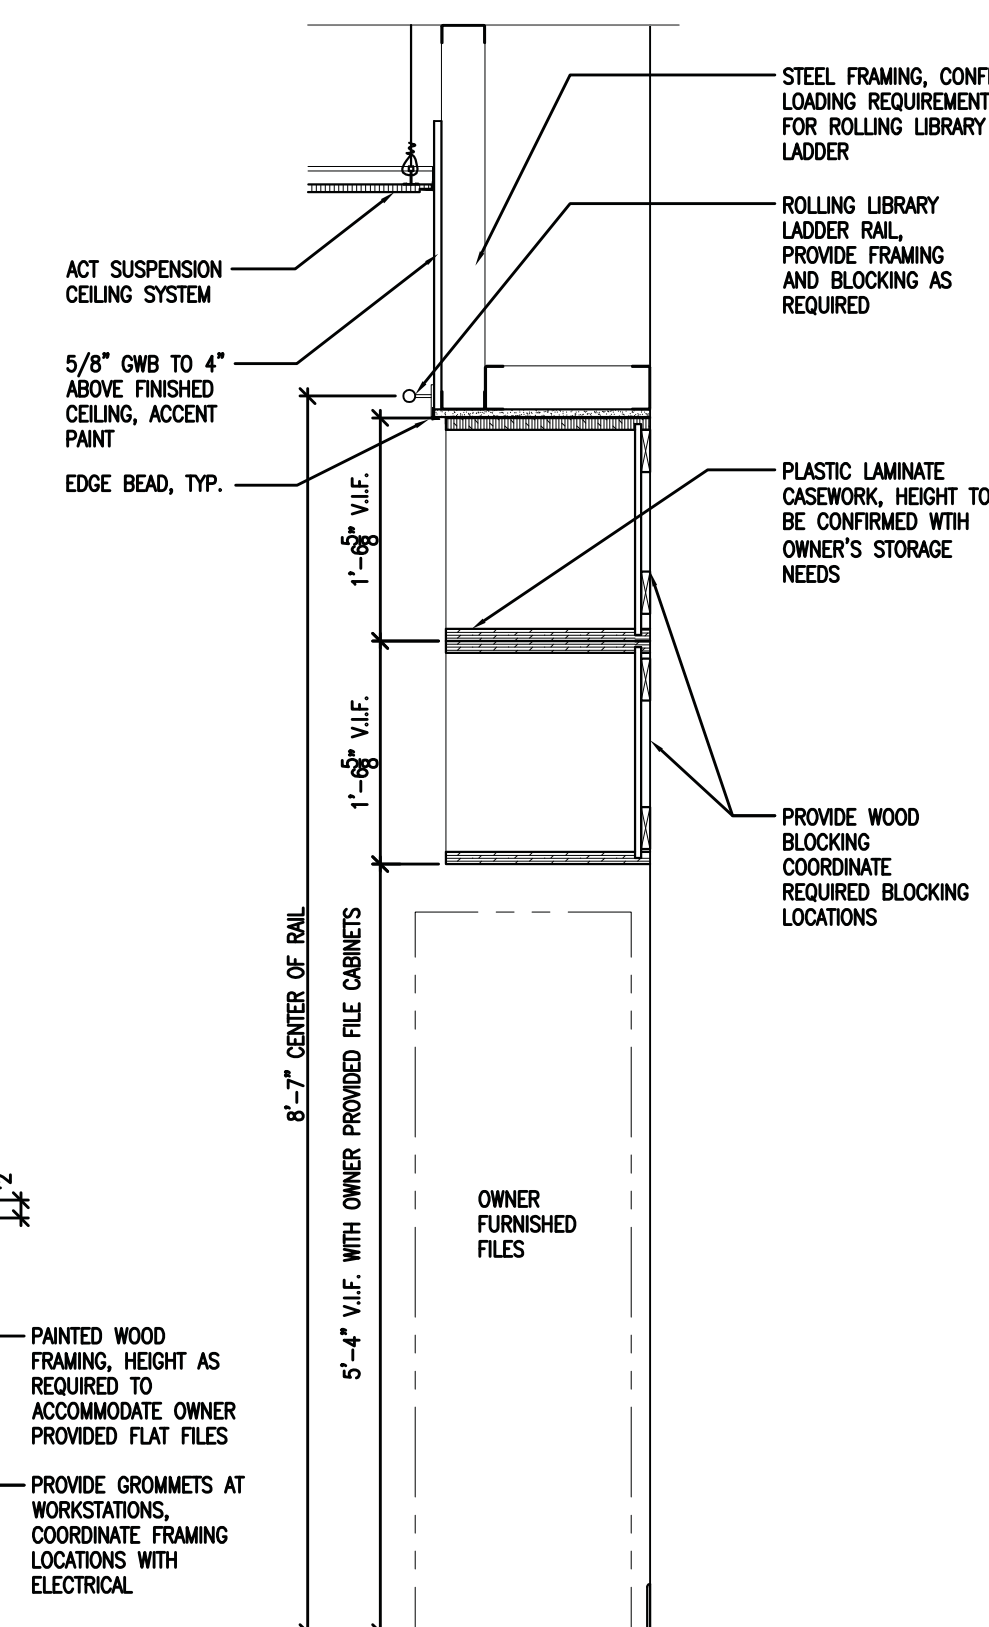 STEEL FRAMING, CONFI
LOADING REQUIREMENT
FOR ROLLING LIBRARY
LADDER
ROLLING LIBRARY
LADDER RAIL,
PROVIDE FRAMING
AND BLOCKING AS
REQUIRED
ACT SUSPENSION
CEILING SYSTEM
5/8" GWB TO 4"
ABOVE FINISHED
CEILING, ACCENT
PAINT
EDGE BEAD, TYP.
1'-6 5/8" V.I.F.
PLASTIC LAMINATE
CASEWORK, HEIGHT TO
BE CONFIRMED WTIH
OWNER'S STORAGE
NEEDS
1'-6 5/8" V.I.F.
PROVIDE WOOD
BLOCKING
COORDINATE
REQUIRED BLOCKING
LOCATIONS
8'-7" CENTER OF RAIL
5'-4" V.I.F. WITH OWNER PROVIDED FILE CABINETS
OWNER
FURNISHED
FILES
PAINTED WOOD
FRAMING, HEIGHT AS
REQUIRED TO
ACCOMMODATE OWNER
PROVIDED FLAT FILES
PROVIDE GROMMETS AT
WORKSTATIONS,
COORDINATE FRAMING
LOCATIONS WITH
ELECTRICAL